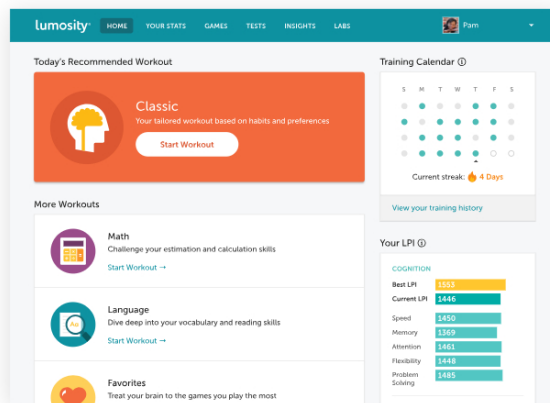 lumosity
HOME
YOUR STATS
GAMES
TESTS
INSIGHTS
LABS
Pam
Today's Recommended Workout
Classic
Your tailored workout based on habits and preferences
Start Workout
More Workouts
Math
Challenge your estimation and calculation skills
Start Workout →
Language
Dive deep into your vocabulary and reading skills
Start Workout →
Favorites
Treat your brain to the games you play the most
Training Calendar
S M T W T F S
Current streak: 4 Days
View your training history
Your LPI
COGNITION
Best LPI 1553
Current LPI 1446
Speed 1450
Memory 1369
Attention 1461
Flexibility 1448
Problem Solving 1485